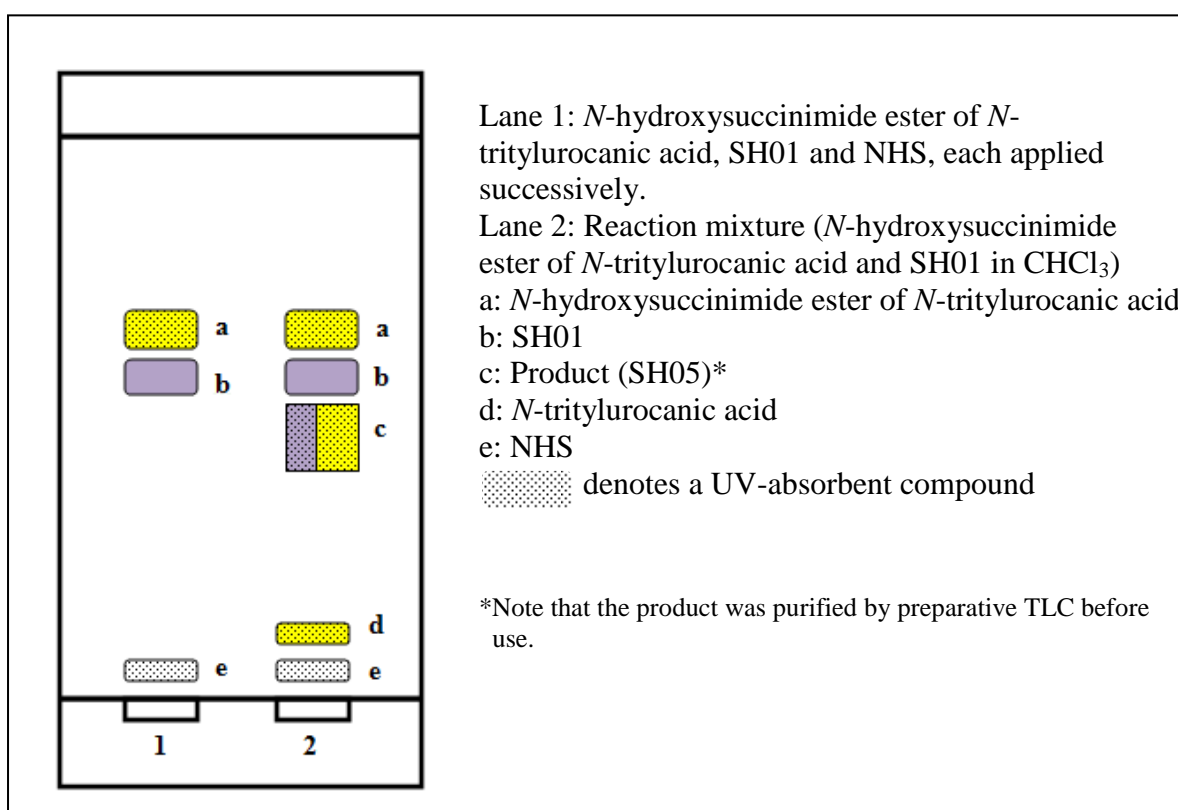 a
a
b
b
c
d
e
e
1
2
Lane 1: N-hydroxysuccinimide ester of N-
tritylurocanic acid, SH01 and NHS, each applied
successively.
Lane 2: Reaction mixture (N-hydroxysuccinimide
ester of N-tritylurocanic acid and SH01 in CHCl₃)
a: N-hydroxysuccinimide ester of N-tritylurocanic acid
b: SH01
c: Product (SH05)*
d: N-tritylurocanic acid
e: NHS
denotes a UV-absorbent compound
*Note that the product was purified by preparative TLC before
use.